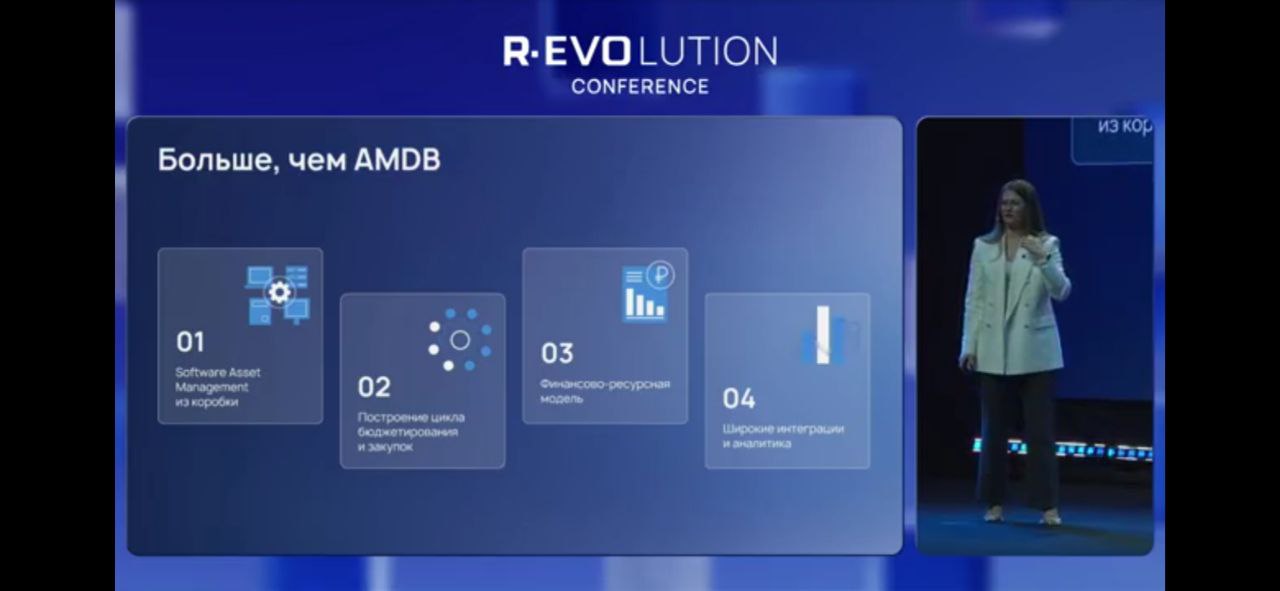 R·EVOLUTION
CONFERENCE
Больше, чем AMDB
01
Software Asset
Management
из коробки
02
Построение цикла
бюджетирования
и закупок
03
Финансово-ресурсная
модель
04
Широкие интеграции
и аналитика
из кор